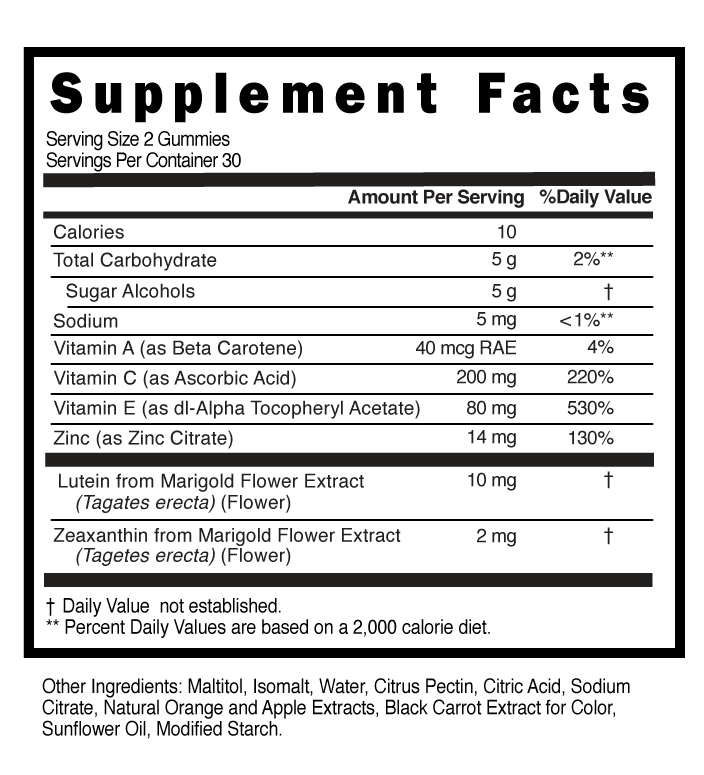 Supplement Facts
Serving Size 2 Gummies
Servings Per Container 30
Amount Per Serving %Daily Value
Calories 10
Total Carbohydrate 5 g 2%**
Sugar Alcohols 5 g †
Sodium 5 mg <1%**
Vitamin A (as Beta Carotene) 40 mcg RAE 4%
Vitamin C (as Ascorbic Acid) 200 mg 220%
Vitamin E (as dl-Alpha Tocopheryl Acetate) 80 mg 530%
Zinc (as Zinc Citrate) 14 mg 130%
Lutein from Marigold Flower Extract 10 mg †
(Tagates erecta) (Flower)
Zeaxanthin from Marigold Flower Extract 2 mg †
(Tagetes erecta) (Flower)
† Daily Value not established.
** Percent Daily Values are based on a 2,000 calorie diet.
Other Ingredients: Maltitol, Isomalt, Water, Citrus Pectin, Citric Acid, Sodium
Citrate, Natural Orange and Apple Extracts, Black Carrot Extract for Color,
Sunflower Oil, Modified Starch.